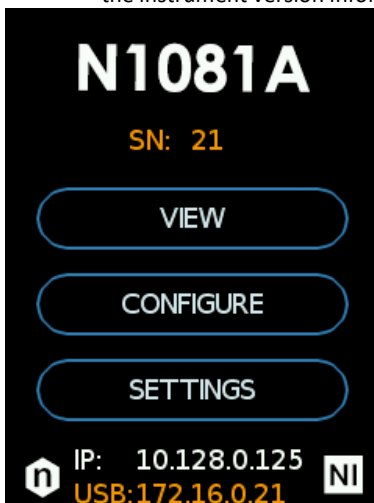 N1081A
SN: 21
VIEW
CONFIGURE
SETTINGS
n
IP: 10.128.0.125
NI
USB:172.16.0.21